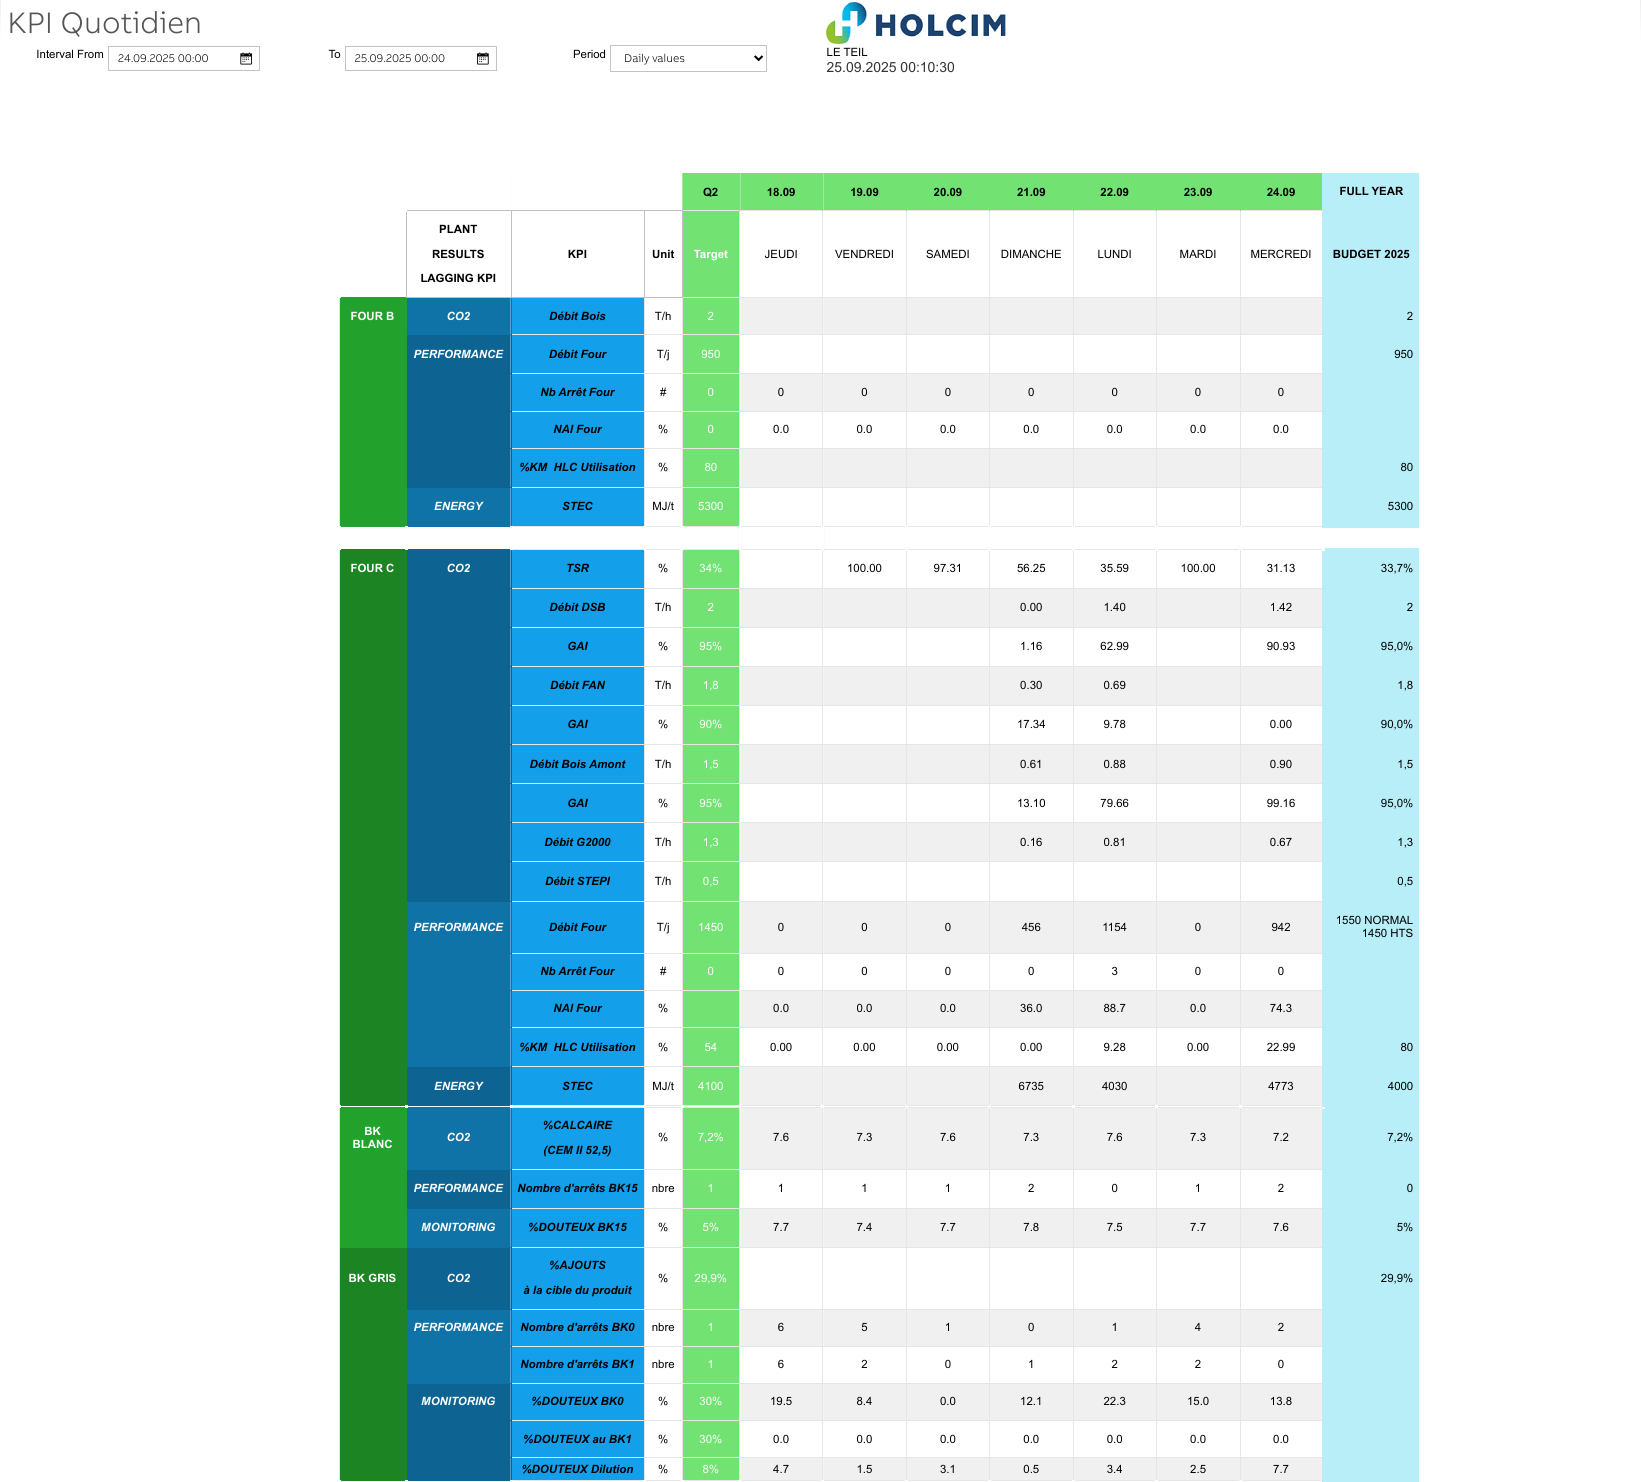 KPI Quotidien
HOLCIM
Interval From 24.09.2025 00:00 To 25.09.2025 00:00 Period Daily values
LE TEIL
25.09.2025 00:10:30
Q2 18.09 19.09 20.09 21.09 22.09 23.09 24.09 FULL YEAR
PLANT
RESULTS KPI Unit Target JEUDI VENDREDI SAMEDI DIMANCHE LUNDI MARDI MERCREDI BUDGET 2025
LAGGING KPI
FOUR B CO2 Débit Bois T/h 2 2
PERFORMANCE Débit Four T/j 950 950
Nb Arrêt Four # 0 0 0 0 0 0 0 0
NAI Four % 0 0.0 0.0 0.0 0.0 0.0 0.0 0.0
%KM HLC Utilisation % 80 80
ENERGY STEC MJ/t 5300 5300
FOUR C CO2 TSR % 34% 100.00 97.31 56.25 35.59 100.00 31.13 33,7%
Débit DSB T/h 2 0.00 1.40 1.42 2
GAI % 95% 1.16 62.99 90.93 95,0%
Débit FAN T/h 1,8 0.30 0.69 1,8
GAI % 90% 17.34 9.78 0.00 90,0%
Débit Bois Amont T/h 1,5 0.61 0.88 0.90 1,5
GAI % 95% 13.10 79.66 99.16 95,0%
Débit G2000 T/h 1,3 0.16 0.81 0.67 1,3
Débit STEPI T/h 0,5 0,5
PERFORMANCE Débit Four T/j 1450 0 0 0 456 1154 0 942 1550 NORMAL
1450 HTS
Nb Arrêt Four # 0 0 0 0 0 3 0 0
NAI Four % 0.0 0.0 0.0 36.0 88.7 0.0 74.3
%KM HLC Utilisation % 54 0.00 0.00 0.00 0.00 9.28 0.00 22.99 80
ENERGY STEC MJ/t 4100 6735 4030 4773 4000
BK
BLANC CO2 %CALCAIRE
(CEM II 52,5) % 7,2% 7.6 7.3 7.6 7.3 7.6 7.3 7.2 7,2%
PERFORMANCE Nombre d'arrêts BK15 nbre 1 1 1 1 2 0 1 2 0
MONITORING %DOUTEUX BK15 % 5% 7.7 7.4 7.7 7.8 7.5 7.7 7.6 5%
BK GRIS CO2 %AJOUTS
à la cible du produit % 29,9% 29,9%
PERFORMANCE Nombre d'arrêts BK0 nbre 1 6 5 1 0 1 4 2
Nombre d'arrêts BK1 nbre 1 6 2 0 1 2 2 0
MONITORING %DOUTEUX BK0 % 30% 19.5 8.4 0.0 12.1 22.3 15.0 13.8
%DOUTEUX au BK1 % 30% 0.0 0.0 0.0 0.0 0.0 0.0 0.0
%DOUTEUX Dilution % 8% 4.7 1.5 3.1 0.5 3.4 2.5 7.7